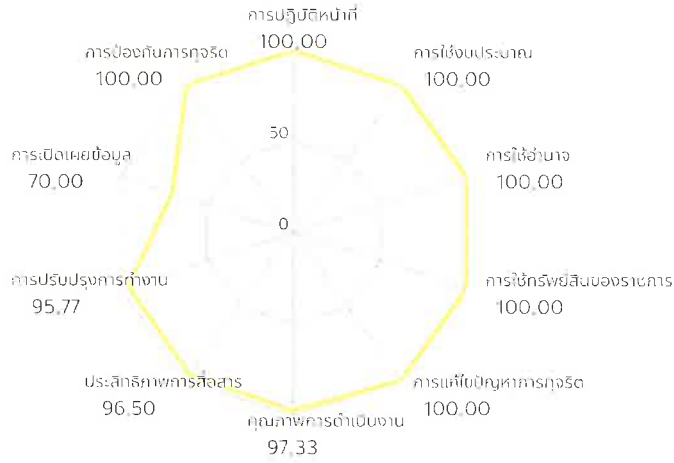 การปฏิบัติหน้าที่
100.00
การป้องกันการทุจริต
100.00
การใช้งบประมาณ
100.00
50
การเปิดเผยข้อมูล
70.00
การใช้อำนาจ
100.00
0
การปรับปรุงการทำงาน
95.77
การใช้ทรัพย์สินของราชการ
100.00
ประสิทธิภาพการสื่อสาร
96.50
การแก้ไขปัญหาการทุจริต
100.00
คุณภาพการดำเนินงาน
97.33